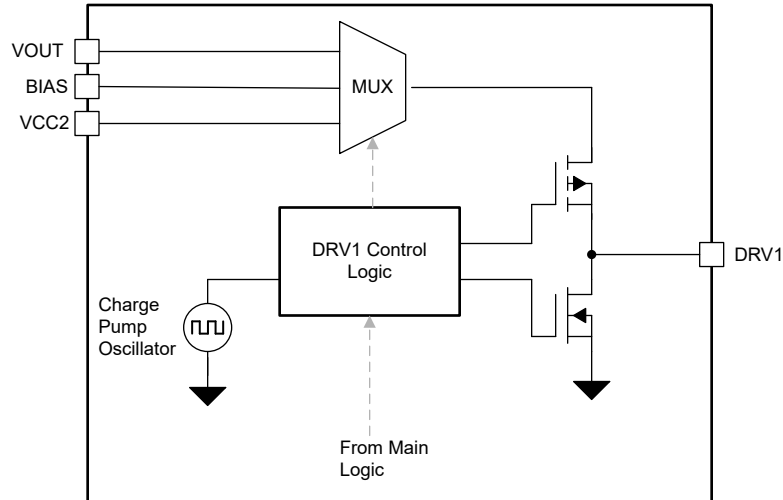 VOUT
BIAS
VCC2
MUX
DRV1 Control
Logic
DRV1
Charge
Pump
Oscillator
From Main
Logic